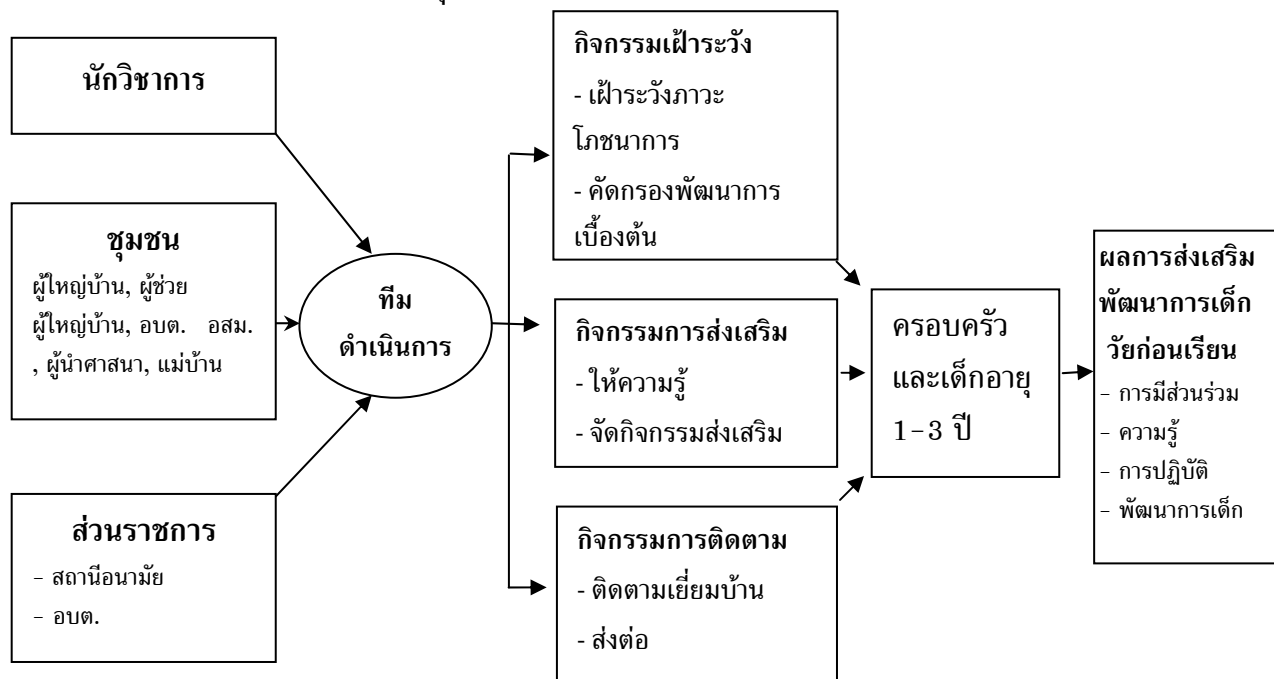 นักวิชาการ
ชุมชน
ผู้ใหญ่บ้าน, ผู้ช่วย
ผู้ใหญ่บ้าน, อบต. อสม.
, ผู้นำศาสนา, แม่บ้าน
ส่วนราชการ
- สถานีอนามัย
- อบต.
ทีม
ดำเนินการ
กิจกรรมเฝ้าระวัง
- เฝ้าระวังภาวะ
โภชนาการ
- คัดกรองพัฒนาการ
เบื้องต้น
กิจกรรมการส่งเสริม
- ให้ความรู้
- จัดกิจกรรมส่งเสริม
กิจกรรมการติดตาม
- ติดตามเยี่ยมบ้าน
- ส่งต่อ
ครอบครัว
และเด็กอายุ
1-3 ปี
ผลการส่งเสริม
พัฒนาการเด็ก
วัยก่อนเรียน
- การมีส่วนร่วม
- ความรู้
- การปฏิบัติ
- พัฒนาการเด็ก